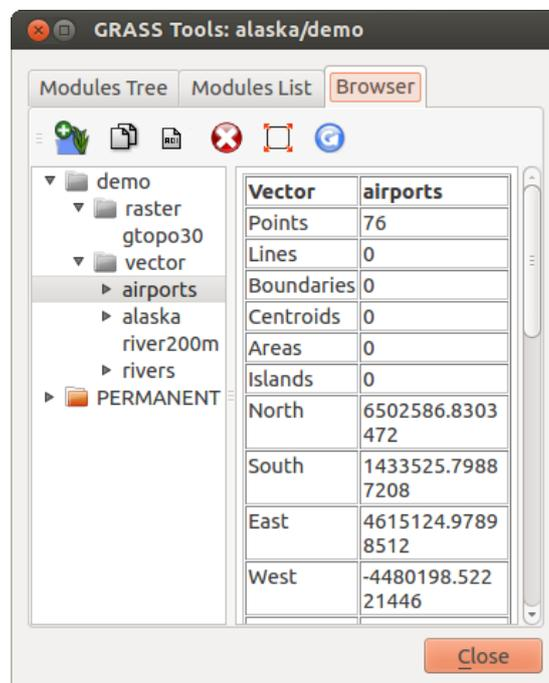 GRASS Tools: alaska/demo
Modules Tree
Modules List
Browser
demo
raster
gtopo30
vector
airports
alaska
river200m
rivers
PERMANENT
Vector airports
Points 76
Lines 0
Boundaries 0
Centroids 0
Areas 0
Islands 0
North 6502586.8303
472
South 1433525.7988
7208
East 4615124.9789
8512
West -4480198.522
21446
Close